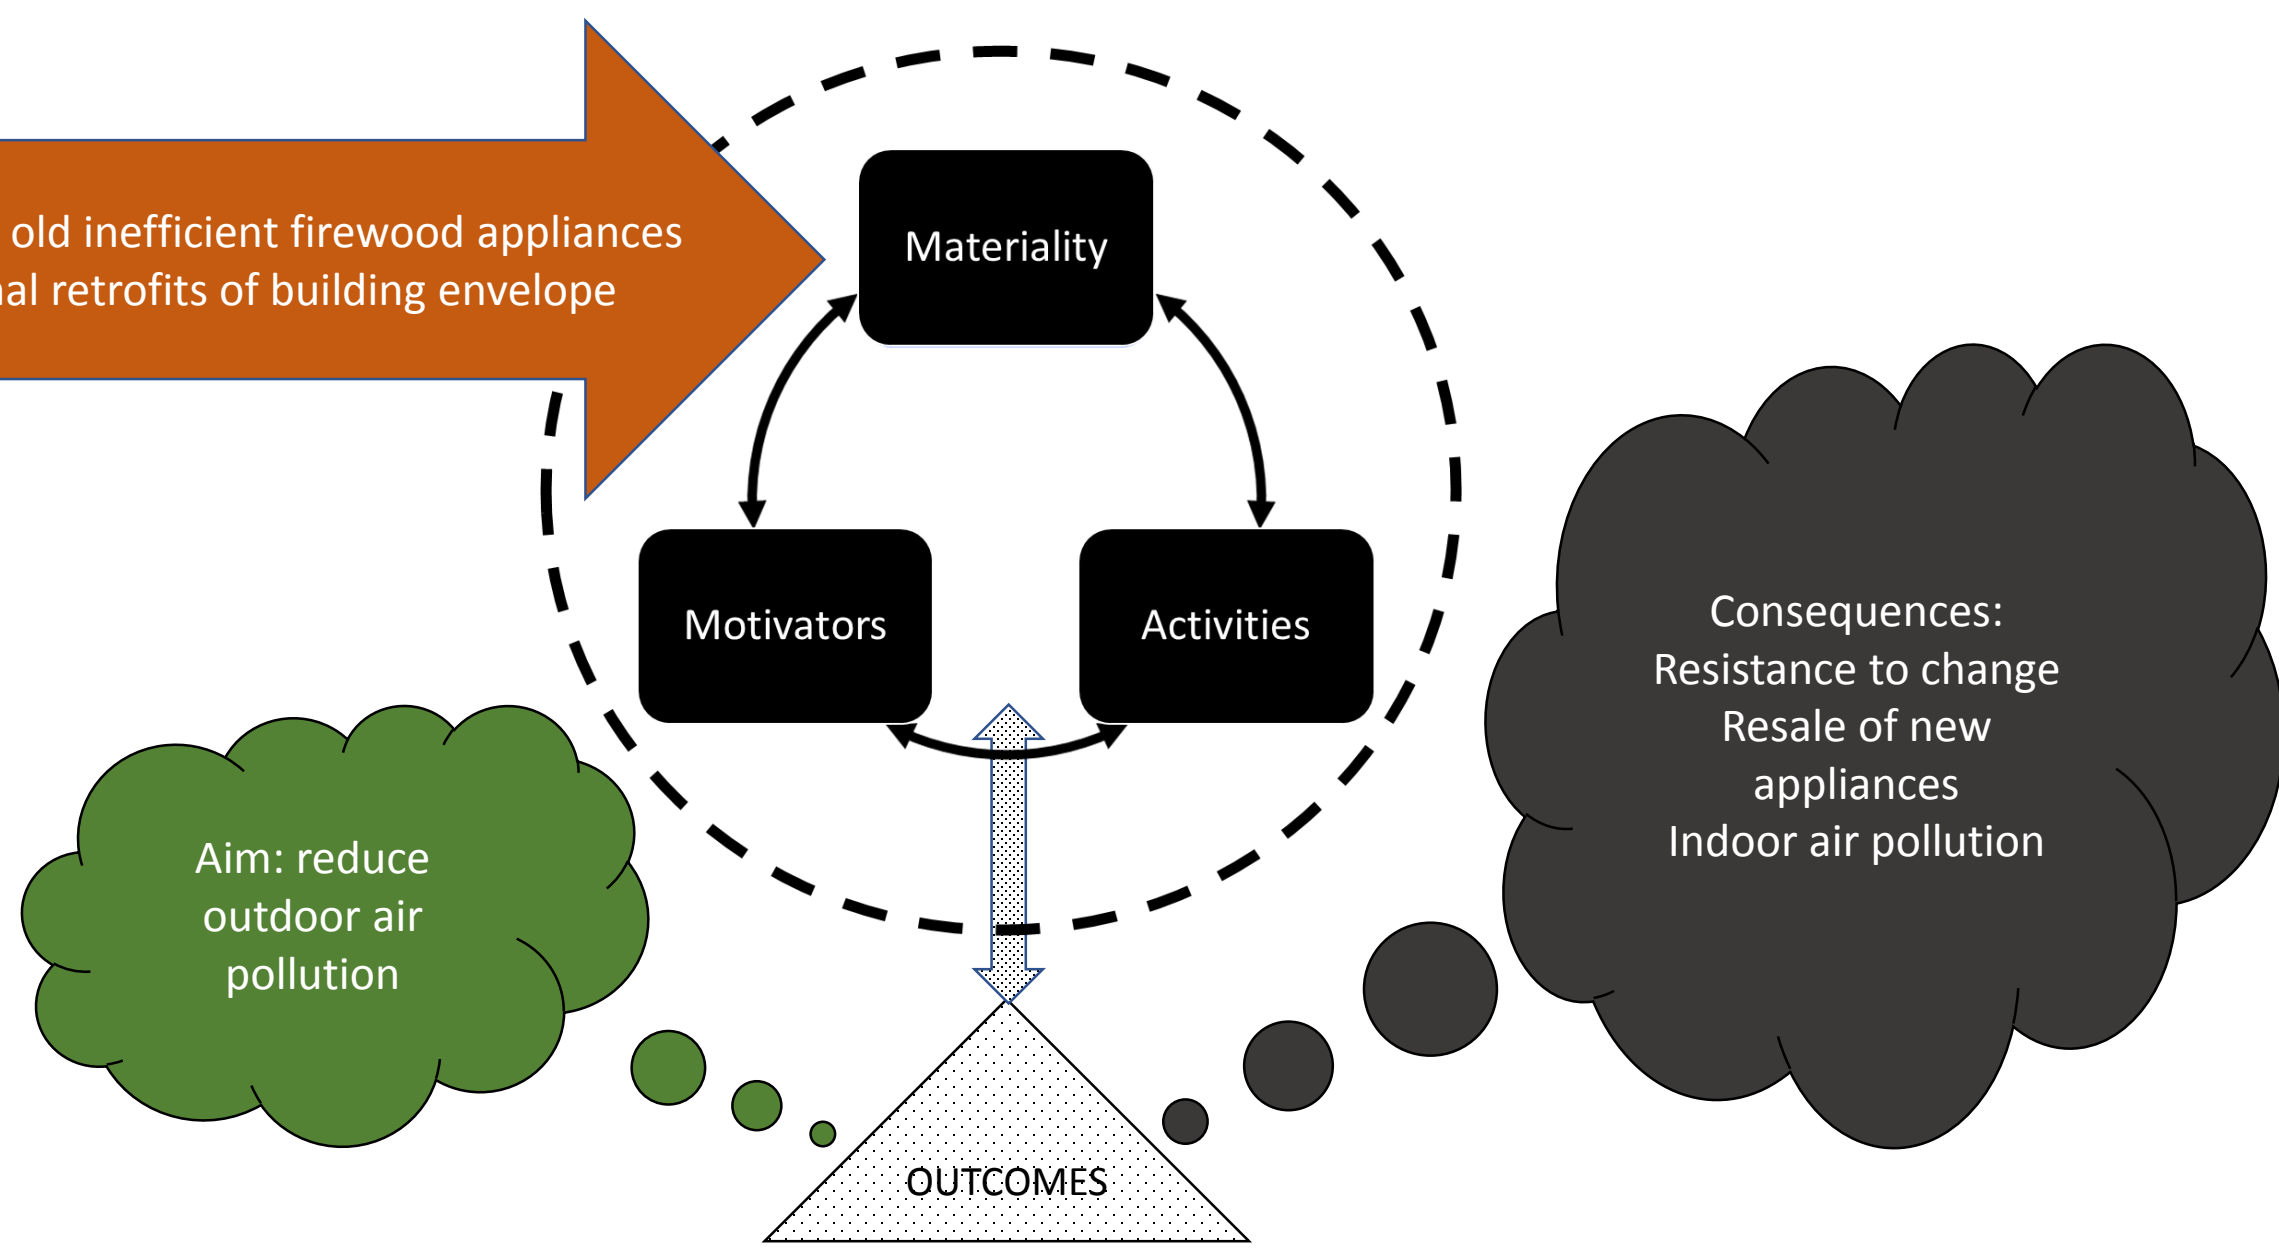 old inefficient firewood appliances
retrofits of building envelope
Materiality
Motivators
Activities
Aim: reduce
outdoor air
pollution
Consequences:
Resistance to change
Resale of new
appliances
Indoor air pollution
OUTCOMES